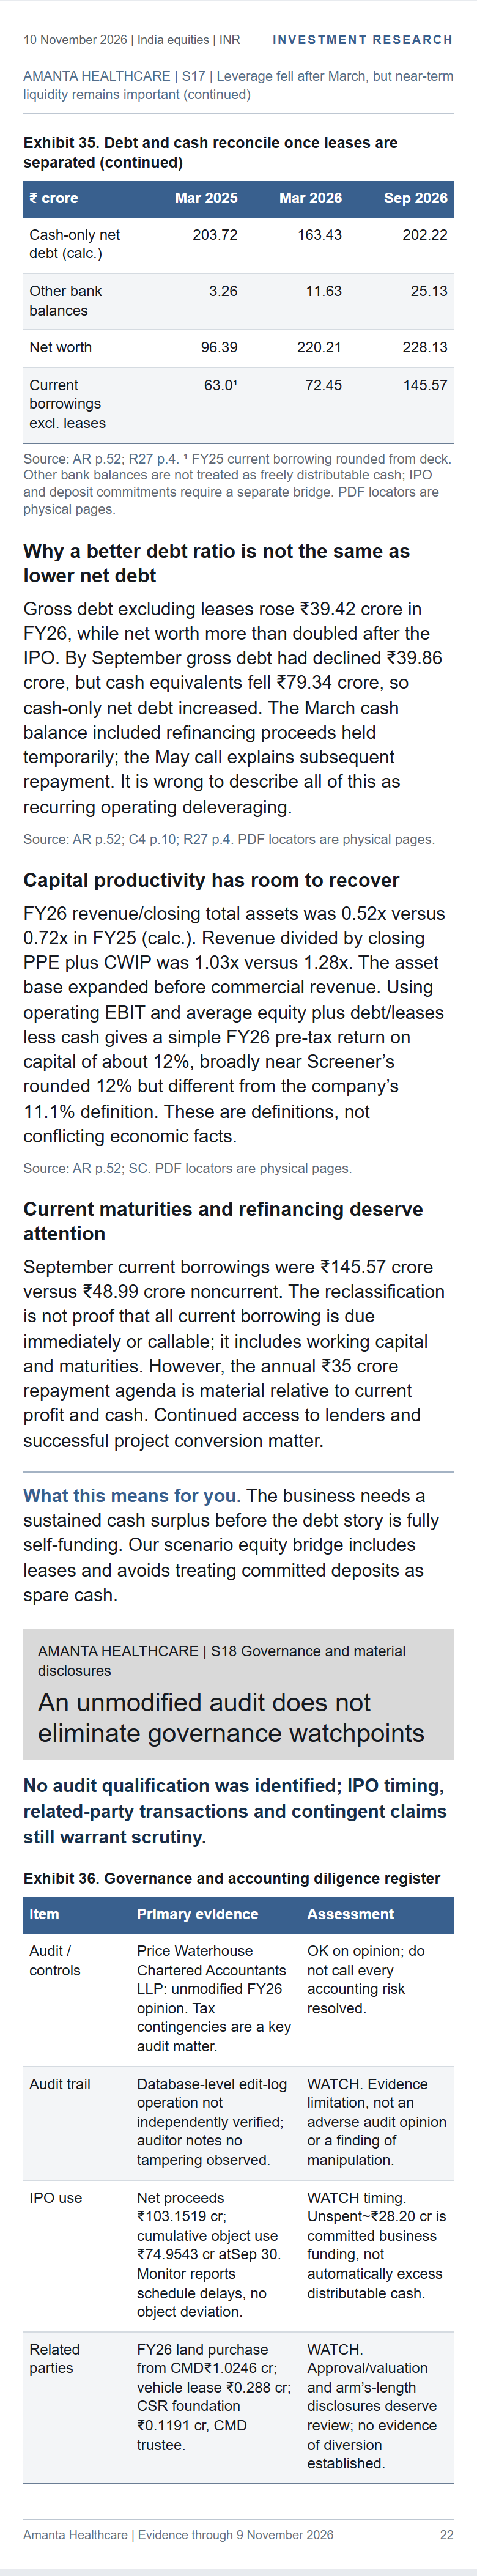 10 November 2026 | India equities | INR INVESTMENT RESEARCH
AMANTA HEALTHCARE | S17 | Leverage fell after March, but near-term
liquidity remains important (continued)
Exhibit 35. Debt and cash reconcile once leases are
separated (continued)
₹ crore Mar 2025 Mar 2026 Sep 2026
Cash-only net 203.72 163.43 202.22
debt (calc.)
Other bank 3.26 11.63 25.13
balances
Net worth 96.39 220.21 228.13
Current 63.0¹ 72.45 145.57
borrowings
excl. leases
Source: AR p.52; R27 p.4. ¹ FY25 current borrowing rounded from deck.
Other bank balances are not treated as freely distributable cash; IPO
and deposit commitments require a separate bridge. PDF locators are
physical pages.
Why a better debt ratio is not the same as
lower net debt
Gross debt excluding leases rose ₹39.42 crore in
FY26, while net worth more than doubled after the
IPO. By September gross debt had declined ₹39.86
crore, but cash equivalents fell ₹79.34 crore, so
cash-only net debt increased. The March cash
balance included refinancing proceeds held
temporarily; the May call explains subsequent
repayment. It is wrong to describe all of this as
recurring operating deleveraging.
Source: AR p.52; C4 p.10; R27 p.4. PDF locators are physical pages.
Capital productivity has room to recover
FY26 revenue/closing total assets was 0.52x versus
0.72x in FY25 (calc.). Revenue divided by closing
PPE plus CWIP was 1.03x versus 1.28x. The asset
base expanded before commercial revenue. Using
operating EBIT and average equity plus debt/leases
less cash gives a simple FY26 pre-tax return on
capital of about 12%, broadly near Screener's
rounded 12% but different from the company's
11.1% definition. These are definitions, not
conflicting economic facts.
Source: AR p.52; SC. PDF locators are physical pages.
Current maturities and refinancing deserve
attention
September current borrowings were ₹145.57 crore
versus ₹48.99 crore noncurrent. The reclassification
is not proof that all current borrowing is due
immediately or callable; it includes working capital
and maturities. However, the annual ₹35 crore
repayment agenda is material relative to current
profit and cash. Continued access to lenders and
successful project conversion matter.
What this means for you. The business needs a
sustained cash surplus before the debt story is fully
self-funding. Our scenario equity bridge includes
leases and avoids treating committed deposits as
spare cash.
AMANTA HEALTHCARE | S18 Governance and material
disclosures
An unmodified audit does not
eliminate governance watchpoints
No audit qualification was identified; IPO timing,
related-party transactions and contingent claims
still warrant scrutiny.
Exhibit 36. Governance and accounting diligence register
Item Primary evidence Assessment
Audit / Price Waterhouse OK on opinion; do
controls Chartered Accountants not call every
LLP: unmodified FY26 accounting risk
opinion. Tax resolved.
contingencies are a key
audit matter.
Audit trail Database-level edit-log WATCH. Evidence
operation not limitation, not an
independently verified; adverse audit opinion
auditor notes no or a finding of
tampering observed. manipulation.
IPO use Net proceeds WATCH timing.
₹103.1519 cr; Unspent~₹28.20 cr is
cumulative object use committed business
₹74.9543 cr atSep 30. funding, not
Monitor reports automatically excess
schedule delays, no distributable cash.
object deviation.
Related FY26 land purchase WATCH.
parties from CMD₹1.0246 cr; Approval/valuation
vehicle lease ₹0.288 cr; and arm's-length
CSR foundation disclosures deserve
₹0.1191 cr, CMD review; no evidence
trustee. of diversion
established.
Amanta Healthcare | Evidence through 9 November 2026 22